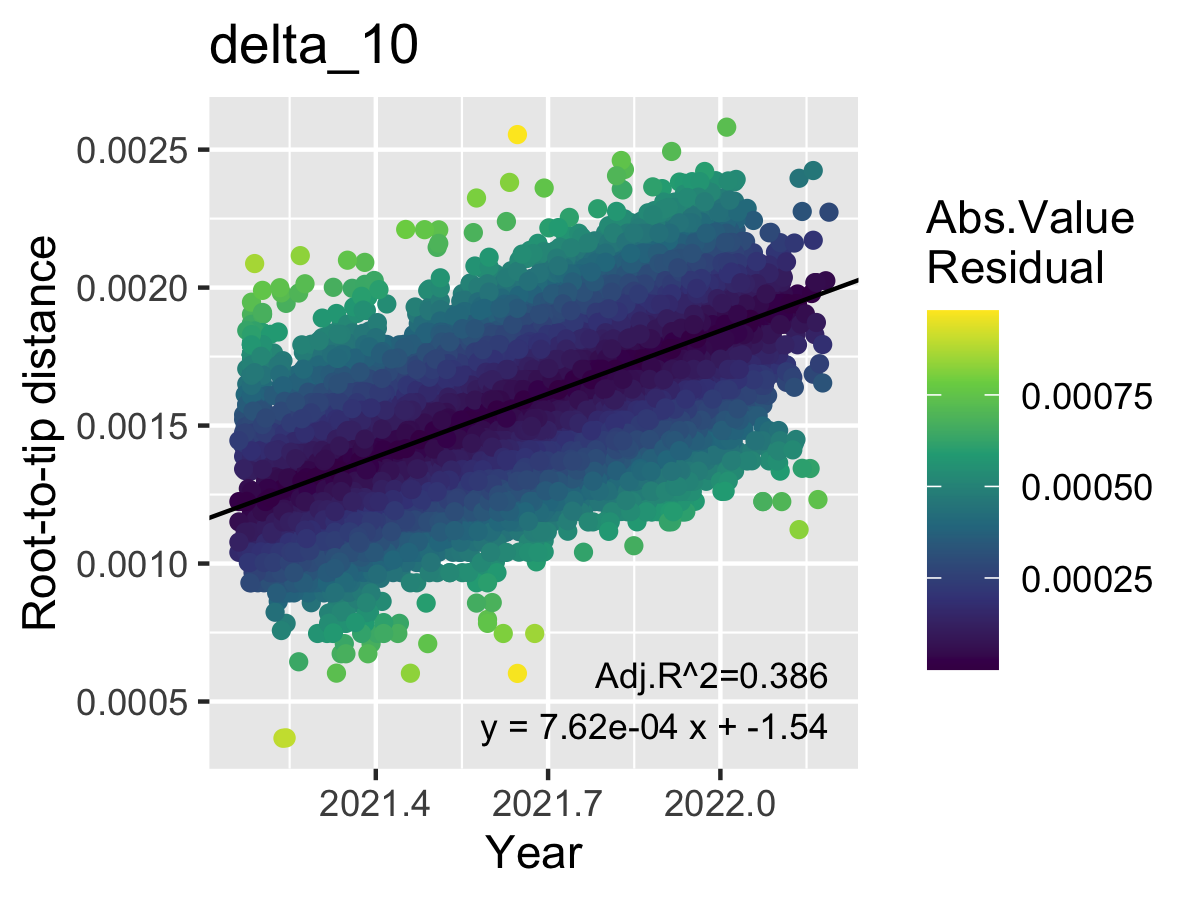 delta_10
0.0025
0.0020
0.0015
0.0010
0.0005
Root-to-tip distance
Adj.R^2=0.386
y = 7.62e-04 x + -1.54
2021.4
2021.7
2022.0
Year
Abs.Value
Residual
0.00075
0.00050
0.00025